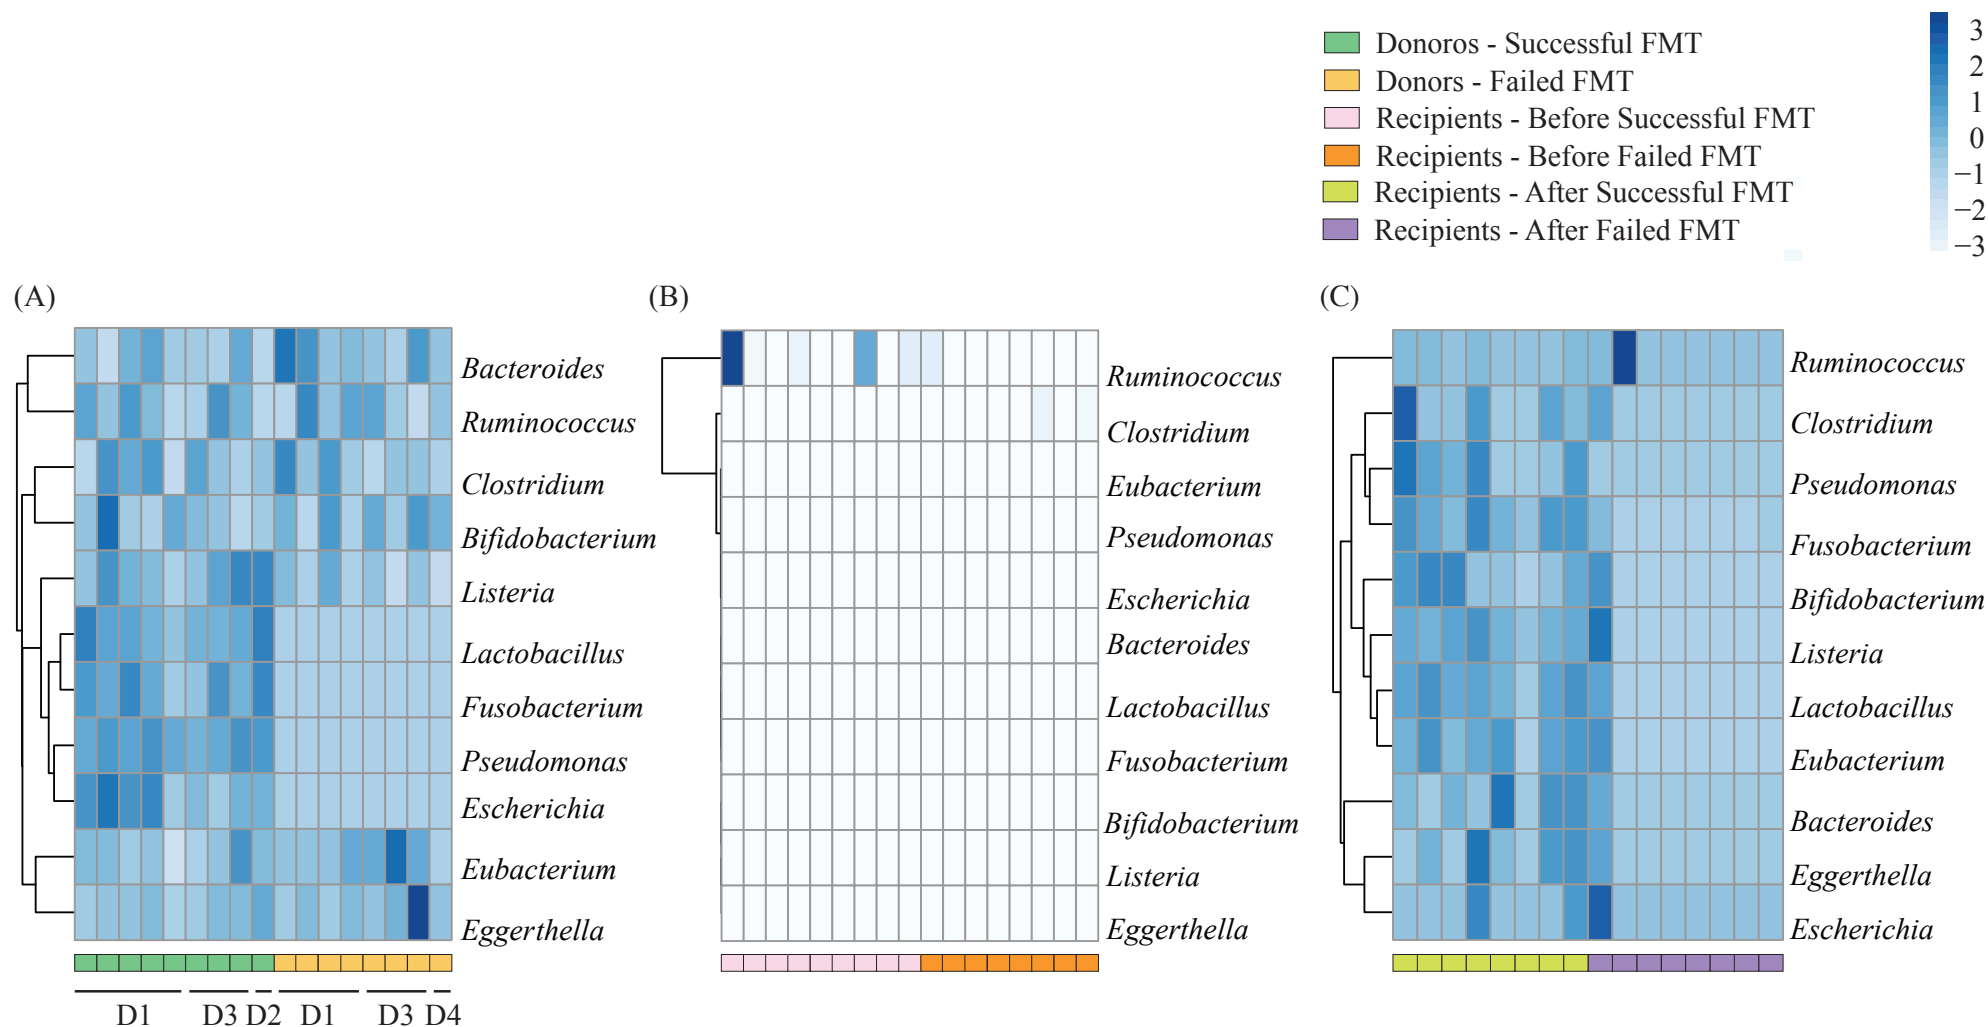 Donoros - Successful FMT
Donors - Failed FMT
Recipients - Before Successful FMT
Recipients - Before Failed FMT
Recipients - After Successful FMT
Recipients - After Failed FMT
3
2
1
0
−1
−2
−3
(A)
Bacteroides
Ruminococcus
Clostridium
Bifidobacterium
Listeria
Lactobacillus
Fusobacterium
Pseudomonas
Escherichia
Eubacterium
Eggerthella
D1 D3 D2 D1 D3 D4
(B)
Ruminococcus
Clostridium
Eubacterium
Pseudomonas
Escherichia
Bacteroides
Lactobacillus
Fusobacterium
Bifidobacterium
Listeria
Eggerthella
(C)
Ruminococcus
Clostridium
Pseudomonas
Fusobacterium
Bifidobacterium
Listeria
Lactobacillus
Eubacterium
Bacteroides
Eggerthella
Escherichia